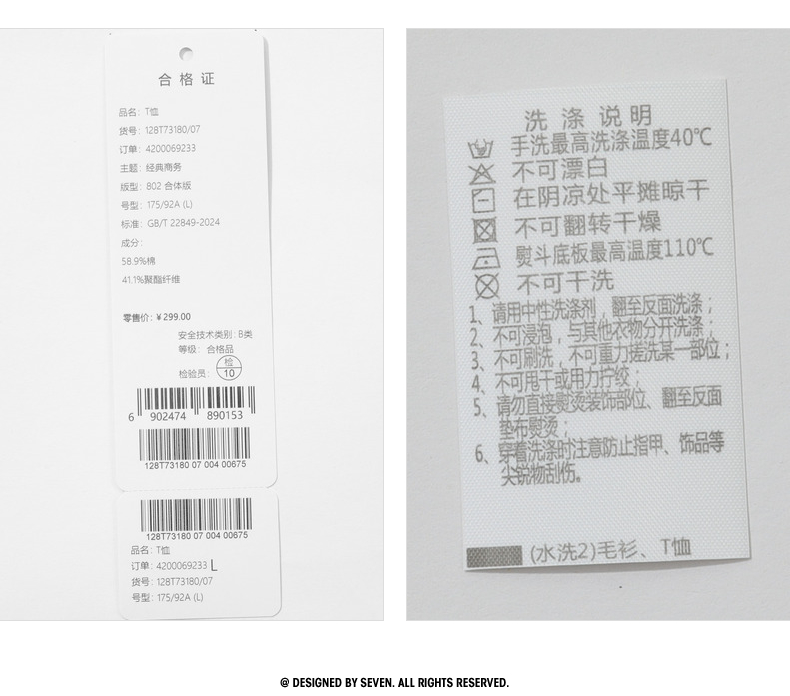 合格证
品名：T恤
货号：128T73180/07
订单：4200069233
主题：经典商务
版型：802 合体版
号型：175/92A (L)
标准：GB/T 22849-2024
成分：
58.9%棉
41.1%聚酯纤维
零售价：¥299.00
安全技术类别：B类
等级：合格品
检验员：检 10
6 902474 890153
128T73180 07 004 00675
128T73180 07 004 00675
品名：T恤
订单：4200069233 L
货号：128T73180/07
号型：175/92A (L)
洗涤说明
手洗最高洗涤温度40℃
不可漂白
在阴凉处平摊晾干
不可翻转干燥
熨斗底板最高温度110℃
不可干洗
1、请用中性洗涤剂，翻至反面洗涤；
2、不可浸泡，与其他衣物分开洗涤；
3、不可刷洗，不可重力搓洗某一部位；
4、不可甩干或用力拧绞；
5、请勿直接熨烫装饰部位、翻至反面
垫布熨烫；
6、穿着洗涤时注意防止指甲、饰品等
尖锐物刮伤。
(水洗2)毛衫、T恤
@ DESIGNED BY SEVEN. ALL RIGHTS RESERVED.